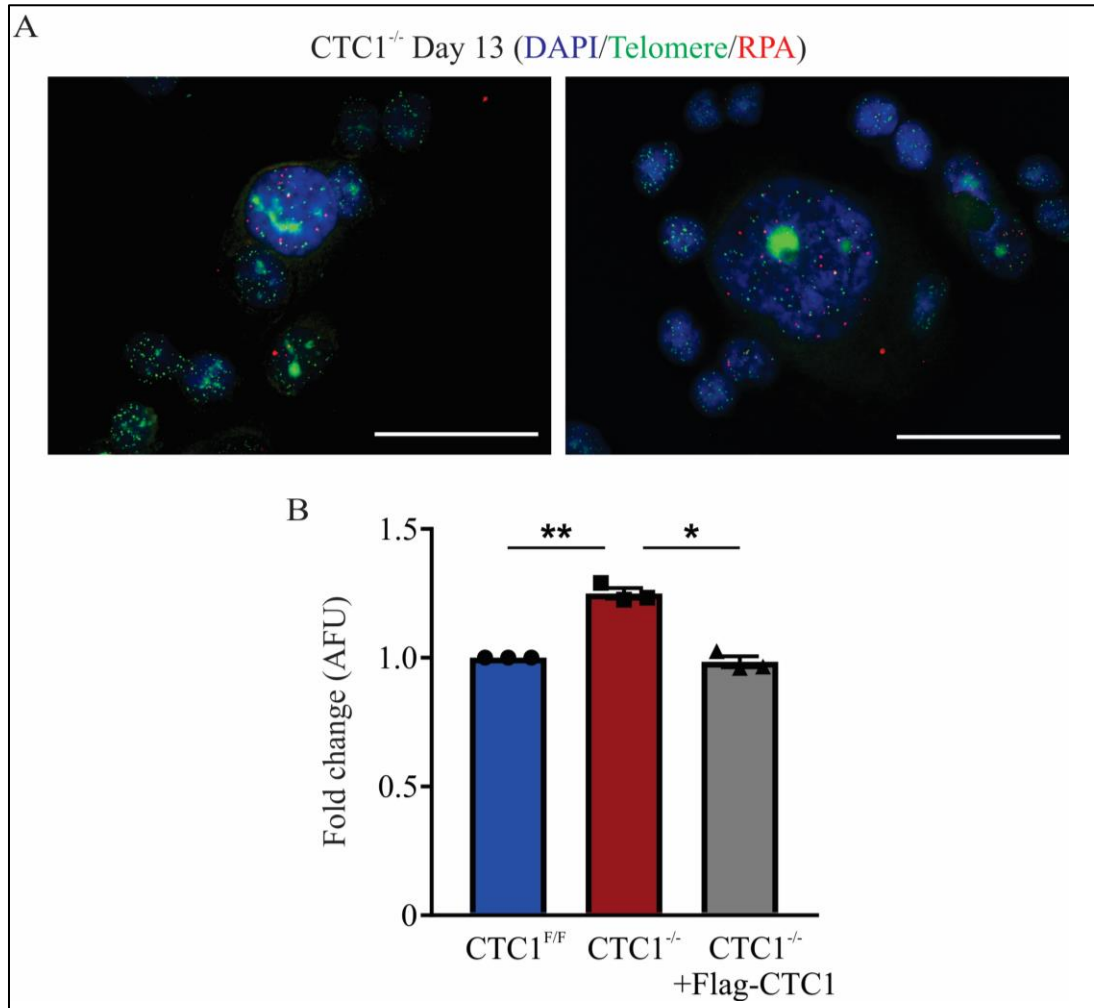 A
CTC1-/- Day 13 (DAPI/Telomere/RPA)
B
**
*
1.5
1.0
0.5
0
Fold change (AFU)
CTC1F/F
CTC1-/-
CTC1-/-
+Flag-CTC1